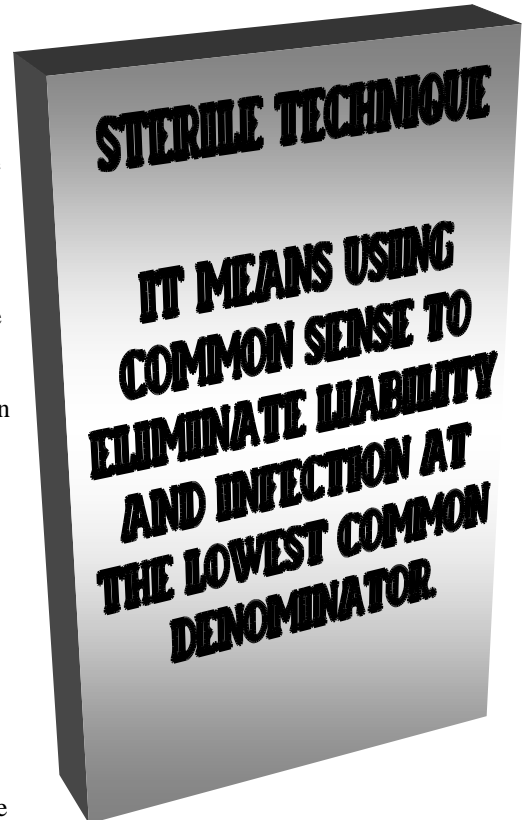 STERILE TECHNIQUE
IT MEANS USING
COMMON SENSE TO
ELIMINATE LIABILITY
AND INFECTION AT
THE LOWEST COMMON
DENOMINATOR.